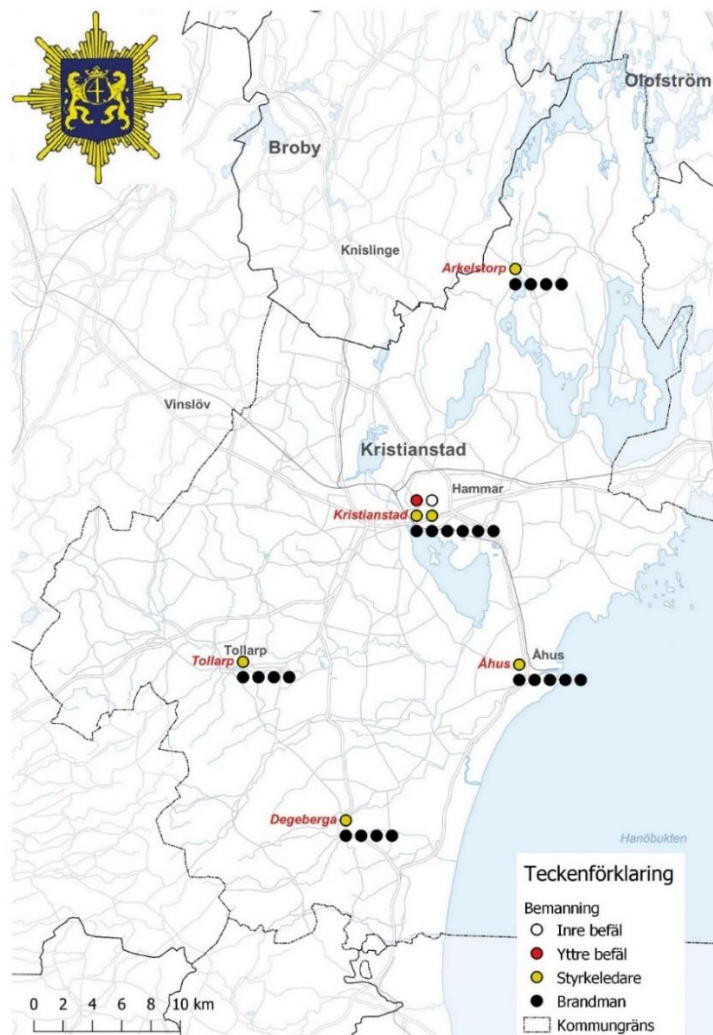 Olofström
Broby
Knislinge
Arkelstorp
Vinslöv
Kristianstad
Hammar
Kristianstad
Tollarp
Tollarp
Åhus
Åhus
Degeberga
Hanöbukten
Teckenförklaring
Bemanning
Inre befäl
Yttre befäl
Styrkeledare
Brandman
Kommungräns
0 2 4 6 8 10 km